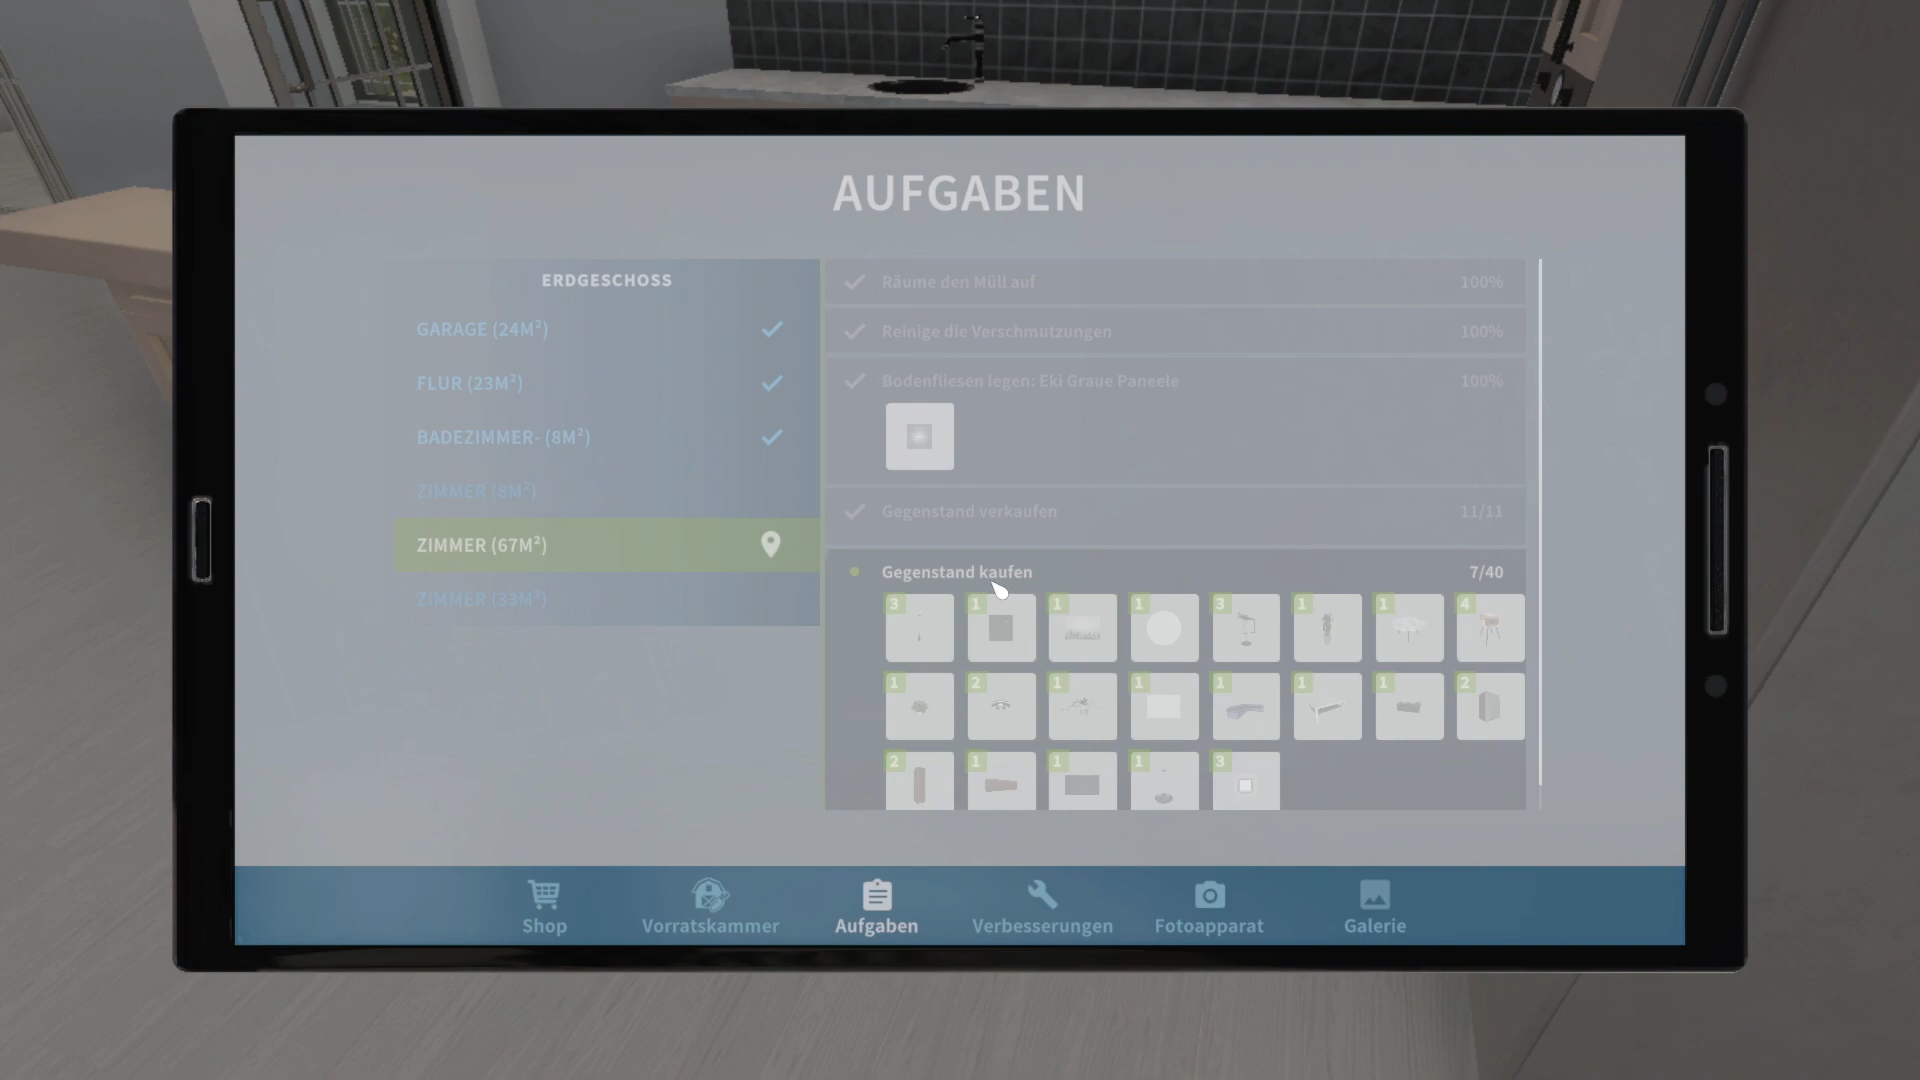 AUFGABEN
ERDGESCHOSS
GARAGE (24M²)
FLUR (23M²)
BADEZIMMER- (8M²)
ZIMMER (8M²)
ZIMMER (67M²)
ZIMMER (33M²)
Räume den Müll auf 100%
Reinige die Verschmutzungen 100%
Bodenfliesen legen: Eki Graue Paneele 100%
Gegenstand verkaufen 11/11
Gegenstand kaufen 7/40
3 1 1 1 3 1 1 4
1 2 1 1 1 1 1 2
2 1 1 1 3
Shop Vorratskammer Aufgaben Verbesserungen Fotoapparat Galerie